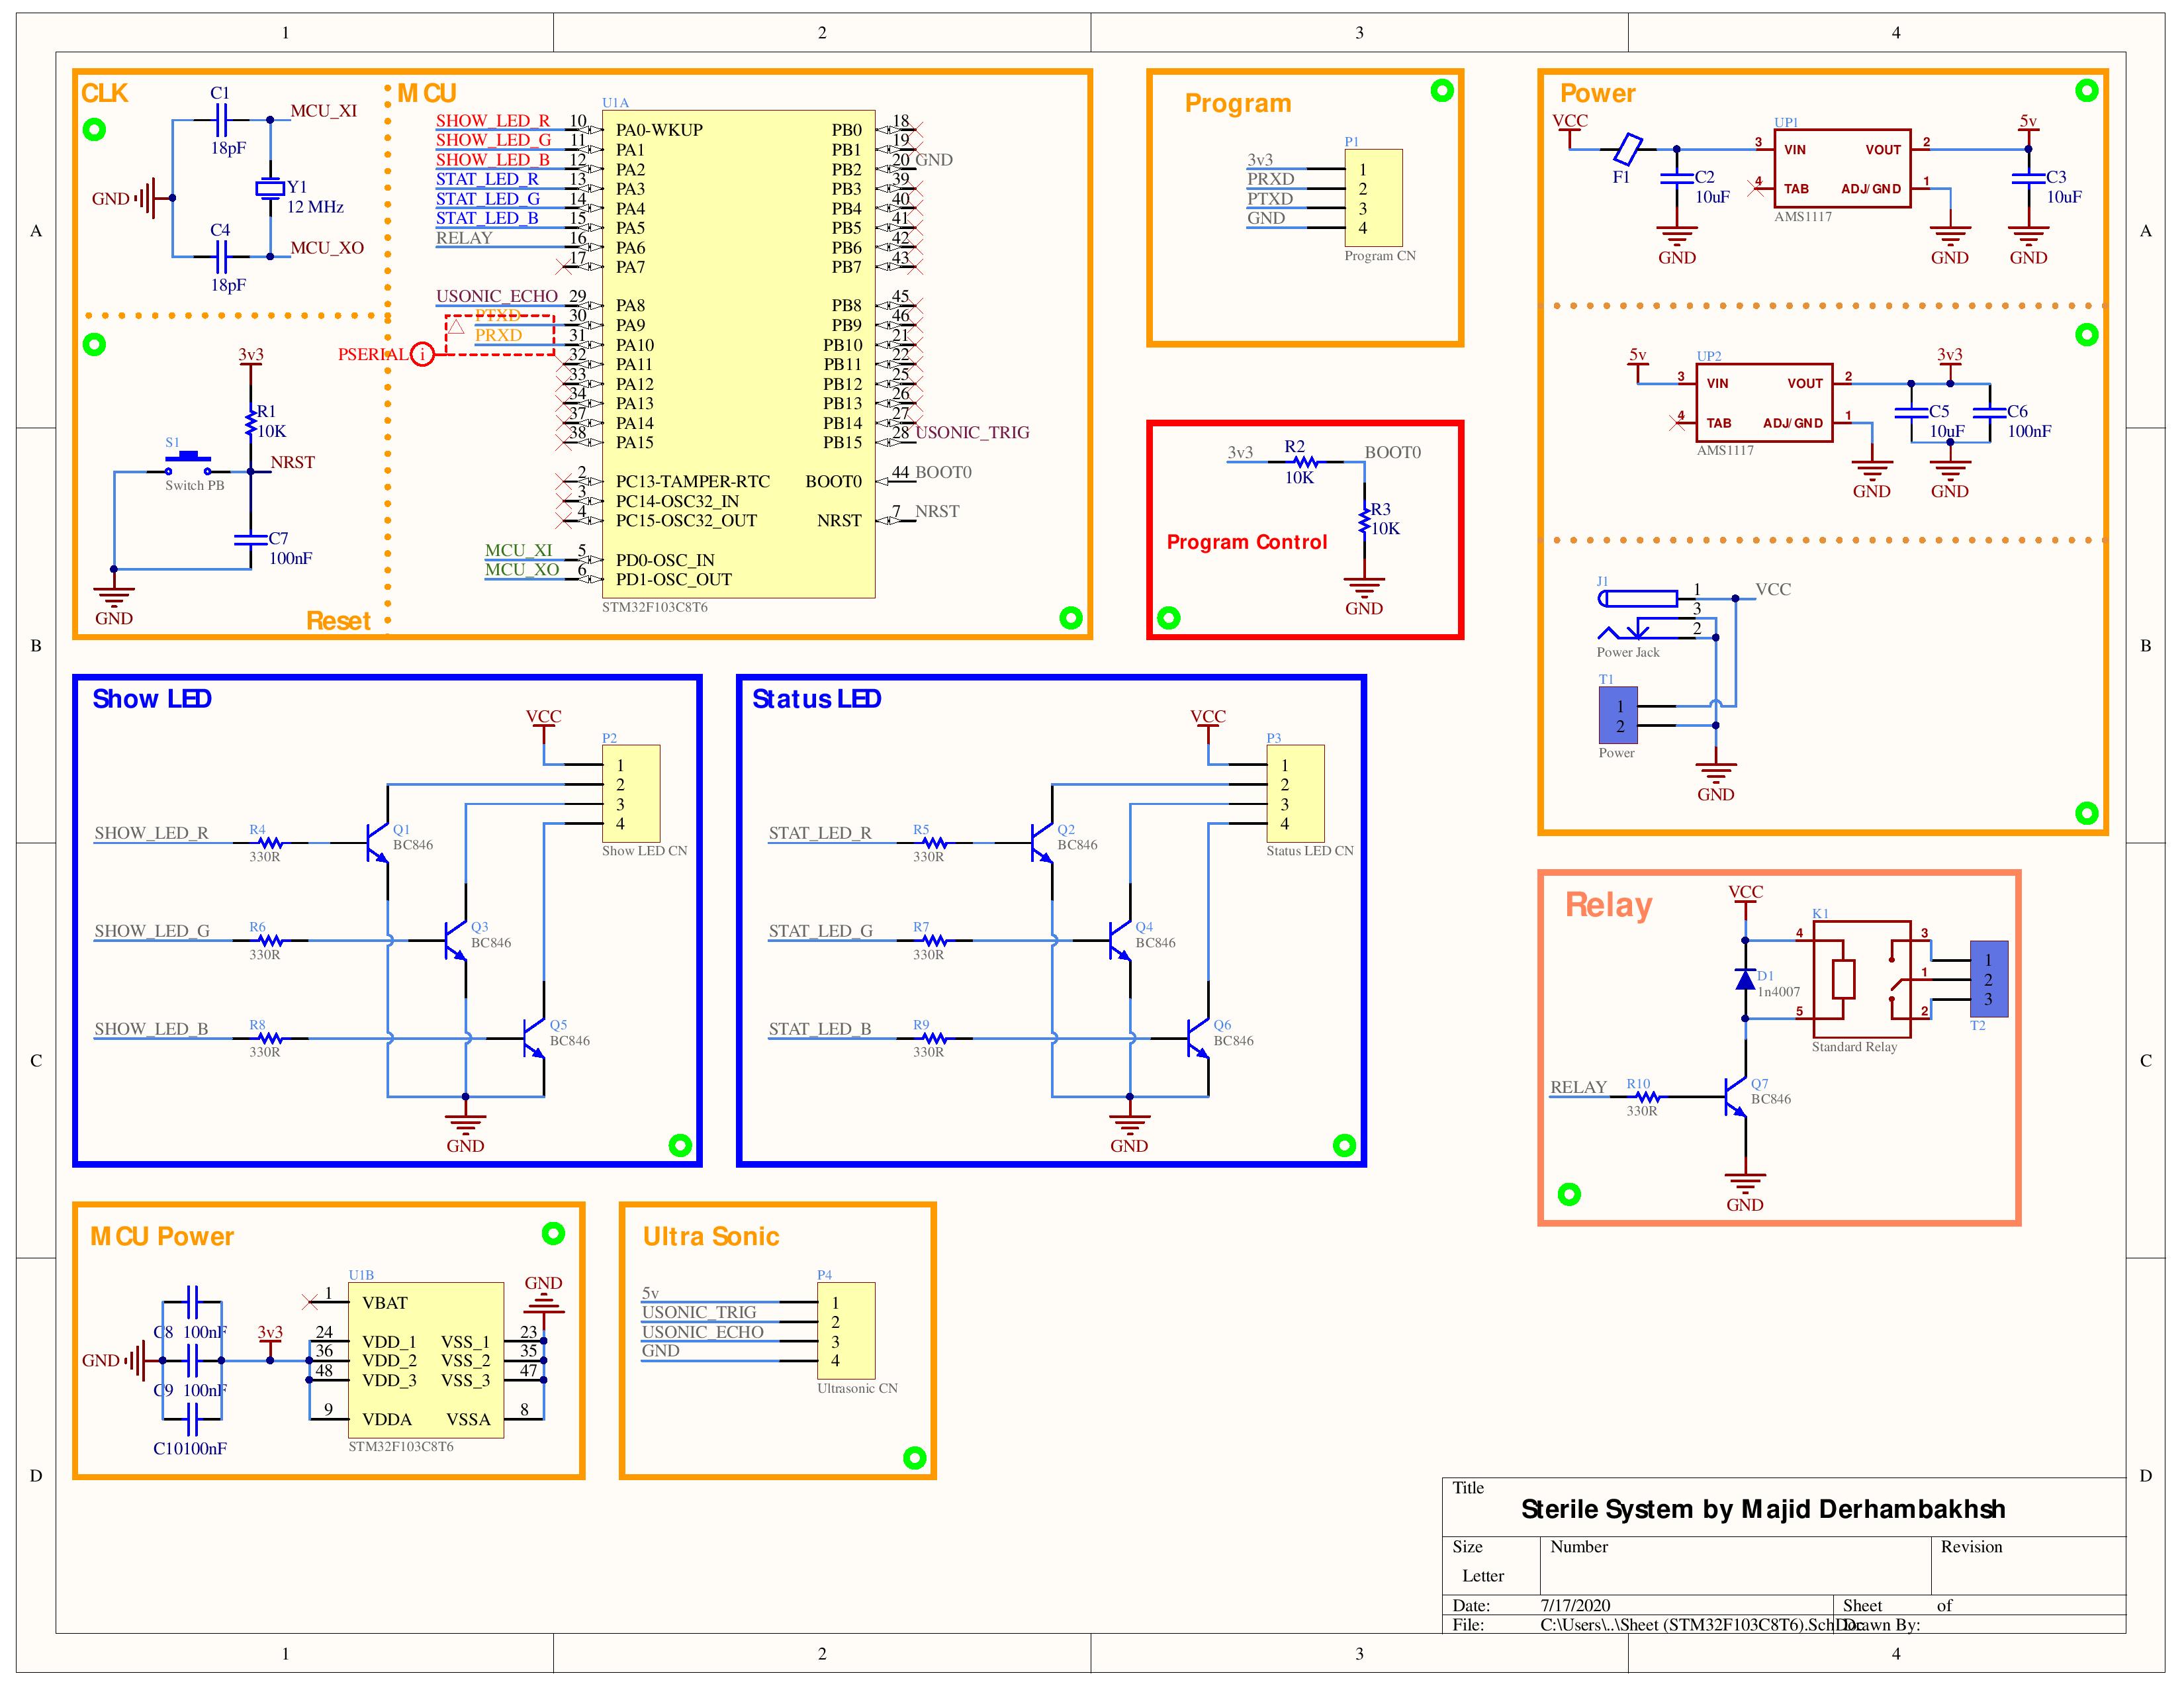 1 2 3 4
A A
B B
C C
D D
1 2 3 4
CLK
C1
18pF
MCU_XI
GND
Y1
12 MHz
C4
18pF
MCU_XO
3v3
R1
10K
S1
Switch PB
NRST
C7
100nF
GND
Reset
MCU
U1A
SHOW_LED_R 10 PA0-WKUP
SHOW_LED_G 11 PA1
SHOW_LED_B 12 PA2
STAT_LED_R 13 PA3
STAT_LED_G 14 PA4
STAT_LED_B 15 PA5
RELAY 16 PA6
17 PA7
USONIC_ECHO 29 PA8
PTXD 30 PA9
PRXD 31 PA10
PSERIAL i
32 PA11
33 PA12
34 PA13
37 PA14
38 PA15
2 PC13-TAMPER-RTC
3 PC14-OSC32_IN
4 PC15-OSC32_OUT
MCU_XI 5 PD0-OSC_IN
MCU_XO 6 PD1-OSC_OUT
PB0 18
PB1 19
PB2 20 GND
PB3 39
PB4 40
PB5 41
PB6 42
PB7 43
PB8 45
PB9 46
PB10 21
PB11 22
PB12 25
PB13 26
PB14 27
PB15 28 USONIC_TRIG
BOOT0 44 BOOT0
NRST 7 NRST
STM32F103C8T6
Program
P1
3v3 1
PRXD 2
PTXD 3
GND 4
Program CN
3v3
R2
10K
BOOT0
R3
10K
Program Control
GND
Power
VCC
F1
C2
10uF
GND
UP1
3 VIN VOUT 2
4 TAB ADJ/GND 1
AMS1117
GND
5v
C3
10uF
GND
5v
UP2
3 VIN VOUT 2
4 TAB ADJ/GND 1
AMS1117
GND
3v3
C5
10uF
C6
100nF
GND
J1
1 VCC
3
2
Power Jack
T1
1
2
Power
GND
Show LED
VCC
P2
1
2
3
4
Show LED CN
SHOW_LED_R
R4
330R
Q1
BC846
SHOW_LED_G
R6
330R
Q3
BC846
SHOW_LED_B
R8
330R
Q5
BC846
GND
Status LED
VCC
P3
1
2
3
4
Status LED CN
STAT_LED_R
R5
330R
Q2
BC846
STAT_LED_G
R7
330R
Q4
BC846
STAT_LED_B
R9
330R
Q6
BC846
GND
Relay
VCC
K1
4 3
1
5 2
D1
1n4007
Standard Relay
1
2
3
T2
RELAY
R10
330R
Q7
BC846
GND
MCU Power
GND
C8 100nF
C9 100nF
C10 100nF
3v3
U1B
1 VBAT
24 VDD_1 VSS_1 23
36 VDD_2 VSS_2 35
48 VDD_3 VSS_3 47
9 VDDA VSSA 8
STM32F103C8T6
GND
Ultra Sonic
P4
5v 1
USONIC_TRIG 2
USONIC_ECHO 3
GND 4
Ultrasonic CN
Title
Sterile System by Majid Derhambakhsh
Size Number Revision
Letter
Date: 7/17/2020 Sheet of
File: C:\Users\..\Sheet (STM32F103C8T6).SchDoc Drawn By: